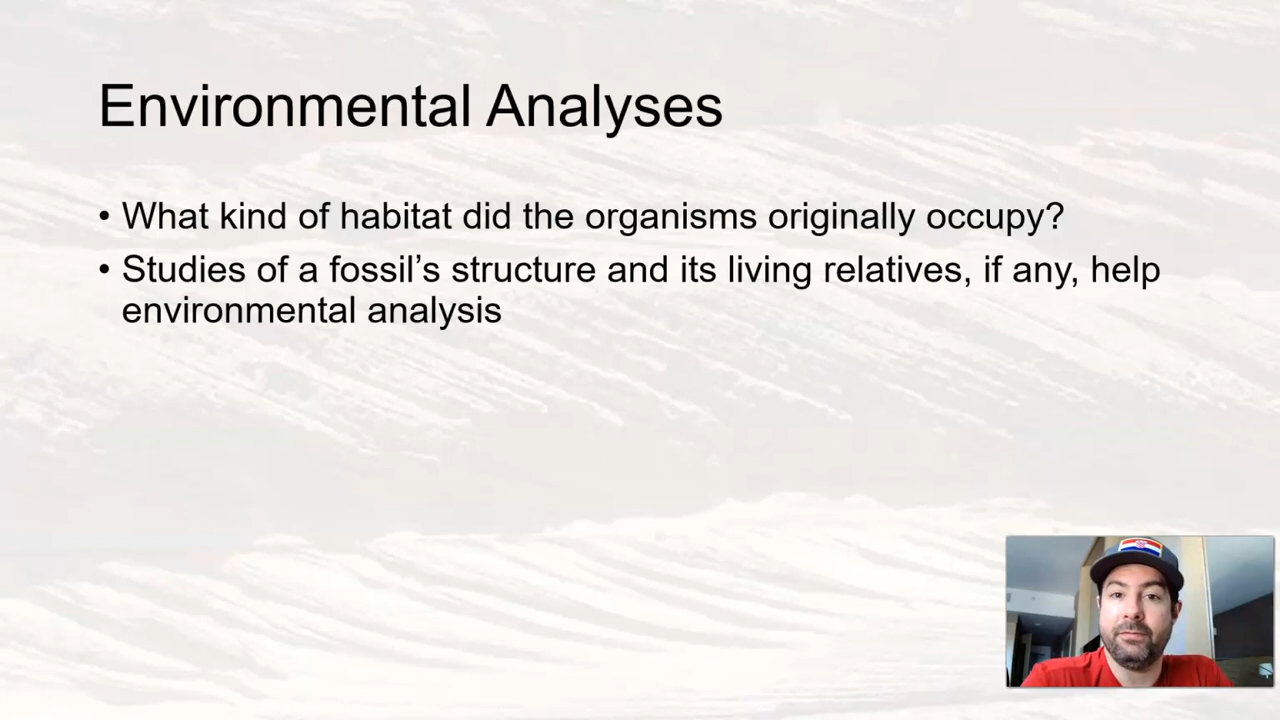 Environmental Analyses
• What kind of habitat did the organisms originally occupy?
• Studies of a fossil’s structure and its living relatives, if any, help
environmental analysis